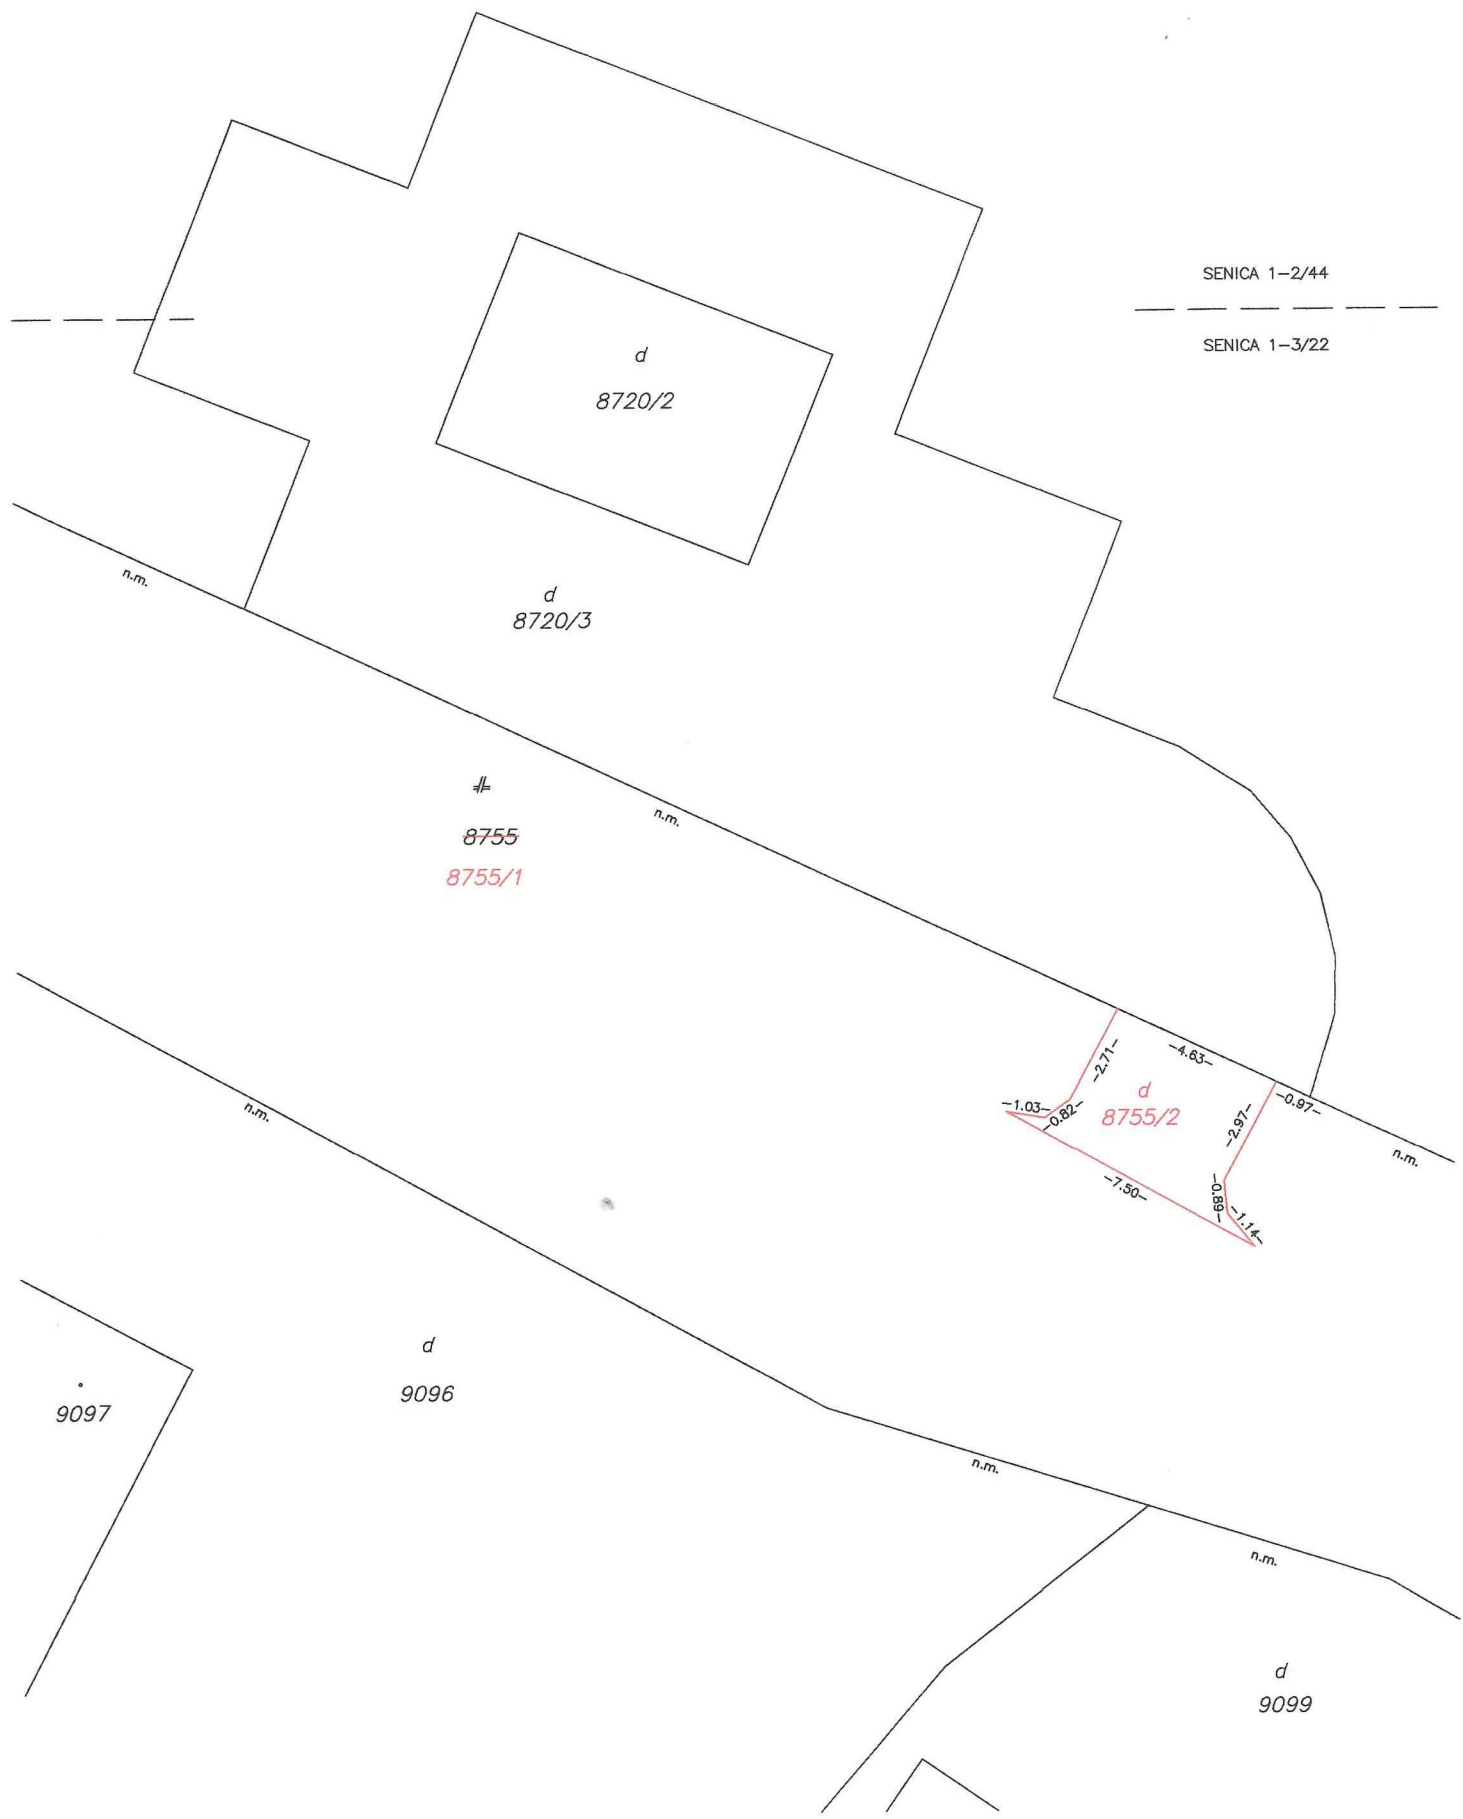 SENICA 1-2/44
SENICA 1-3/22
d
8720/2
n.m.
d
8720/3
n.m.
8755
8755/1
-2.71-
-4.63-
d
8755/2
-1.03-
-0.82-
-2.97-
-0.97-
n.m.
n.m.
-7.50-
-0.89-
-1.14-
d
9096
9097
n.m.
n.m.
d
9099